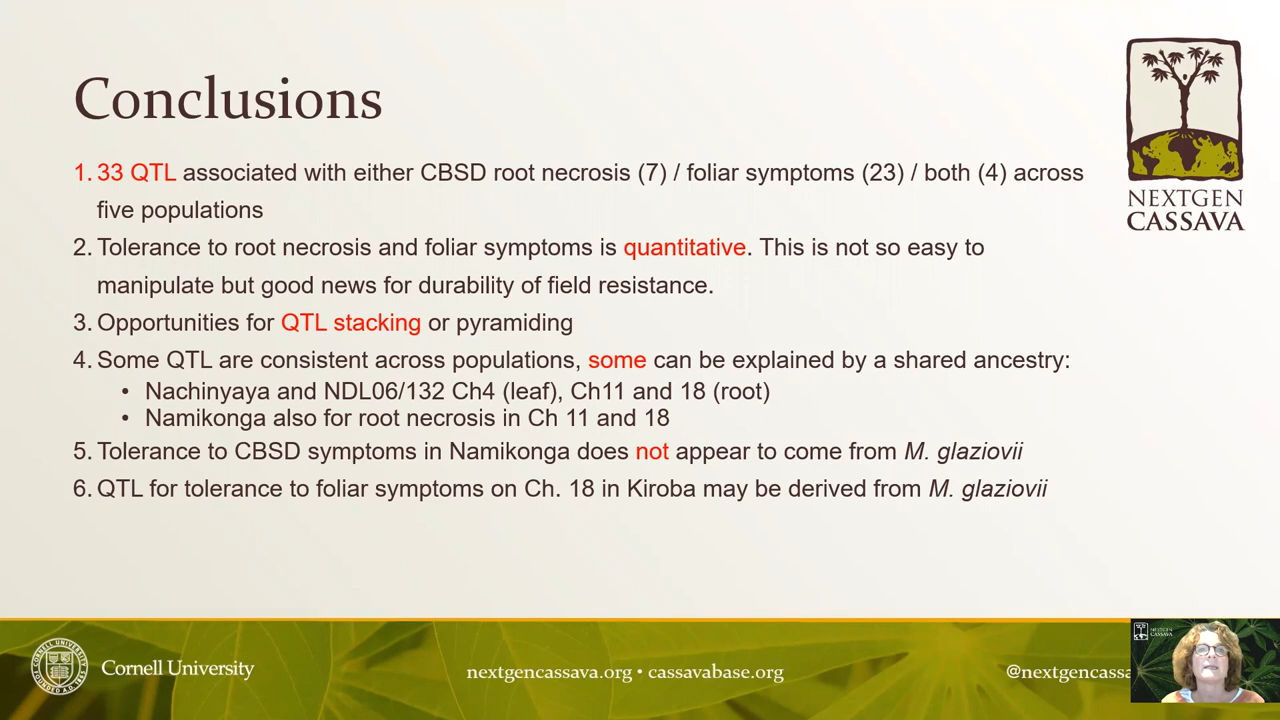 Conclusions
1. 33 QTL associated with either CBSD root necrosis (7) / foliar symptoms (23) / both (4) across
five populations
2. Tolerance to root necrosis and foliar symptoms is quantitative. This is not so easy to
manipulate but good news for durability of field resistance.
3. Opportunities for QTL stacking or pyramiding
4. Some QTL are consistent across populations, some can be explained by a shared ancestry:
• Nachinyaya and NDL06/132 Ch4 (leaf), Ch11 and 18 (root)
• Namikonga also for root necrosis in Ch 11 and 18
5. Tolerance to CBSD symptoms in Namikonga does not appear to come from M. glaziovii
6. QTL for tolerance to foliar symptoms on Ch. 18 in Kiroba may be derived from M. glaziovii
NEXTGEN
CASSAVA
Cornell University
nextgencassava.org • cassavabase.org
@nextgencassa
NEXTGEN
CASSAVA